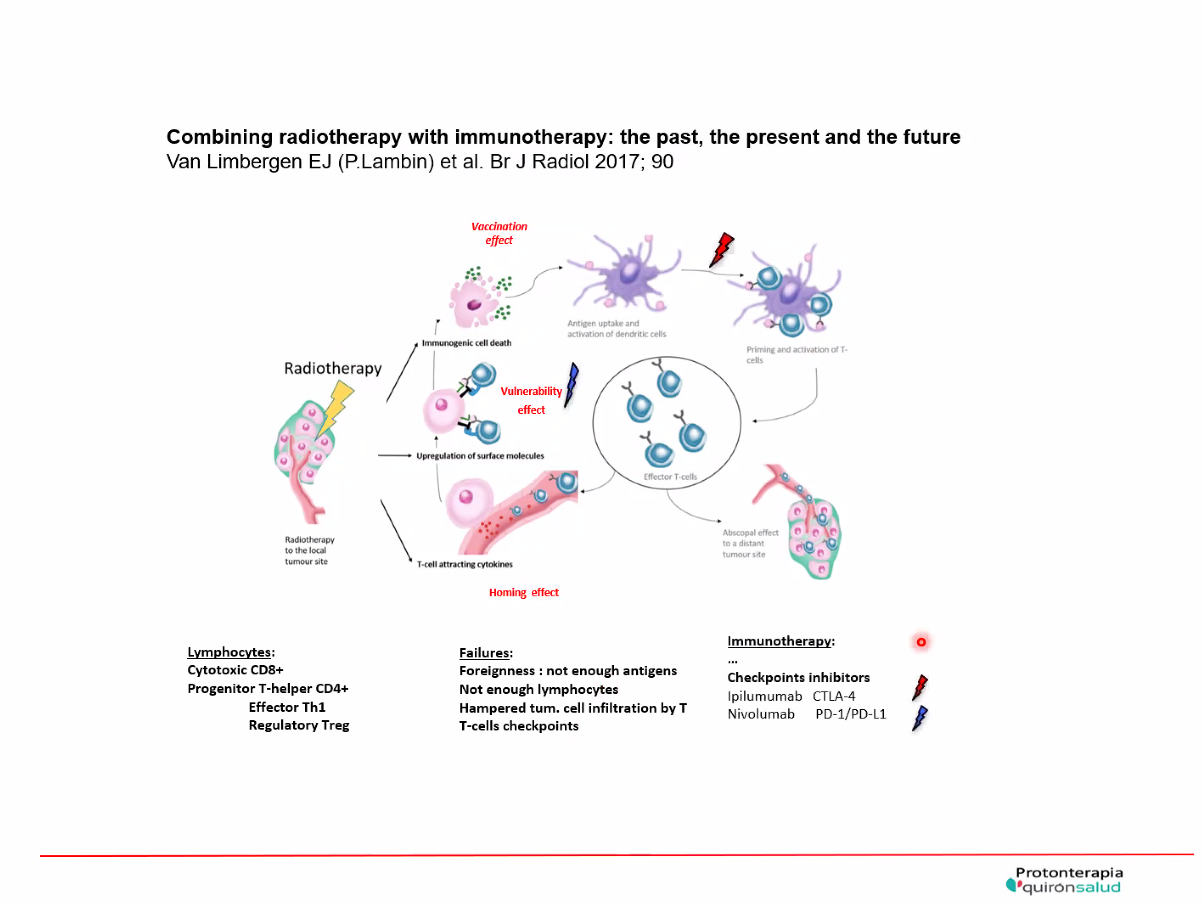 Combining radiotherapy with immunotherapy: the past, the present and the future
Van Limbergen EJ (P.Lambin) et al. Br J Radiol 2017; 90
Vaccination
effect
Antigen uptake and
activation of dendritic cells
Priming and activation of T-
cells
Immunogenic cell death
Radiotherapy
Vulnerability
effect
Upregulation of surface molecules
Effector T-cells
Radiotherapy
to the local
tumour site
Abscopal effect
to a distant
tumour site
T-cell attracting cytokines
Homing effect
Lymphocytes:
Cytotoxic CD8+
Progenitor T-helper CD4+
Effector Th1
Regulatory Treg
Failures:
Foreignness : not enough antigens
Not enough lymphocytes
Hampered tum. cell infiltration by T
T-cells checkpoints
Immunotherapy:
...
Checkpoints inhibitors
Ipilumumab CTLA-4
Nivolumab PD-1/PD-L1
Protonterapia
quirónsalud